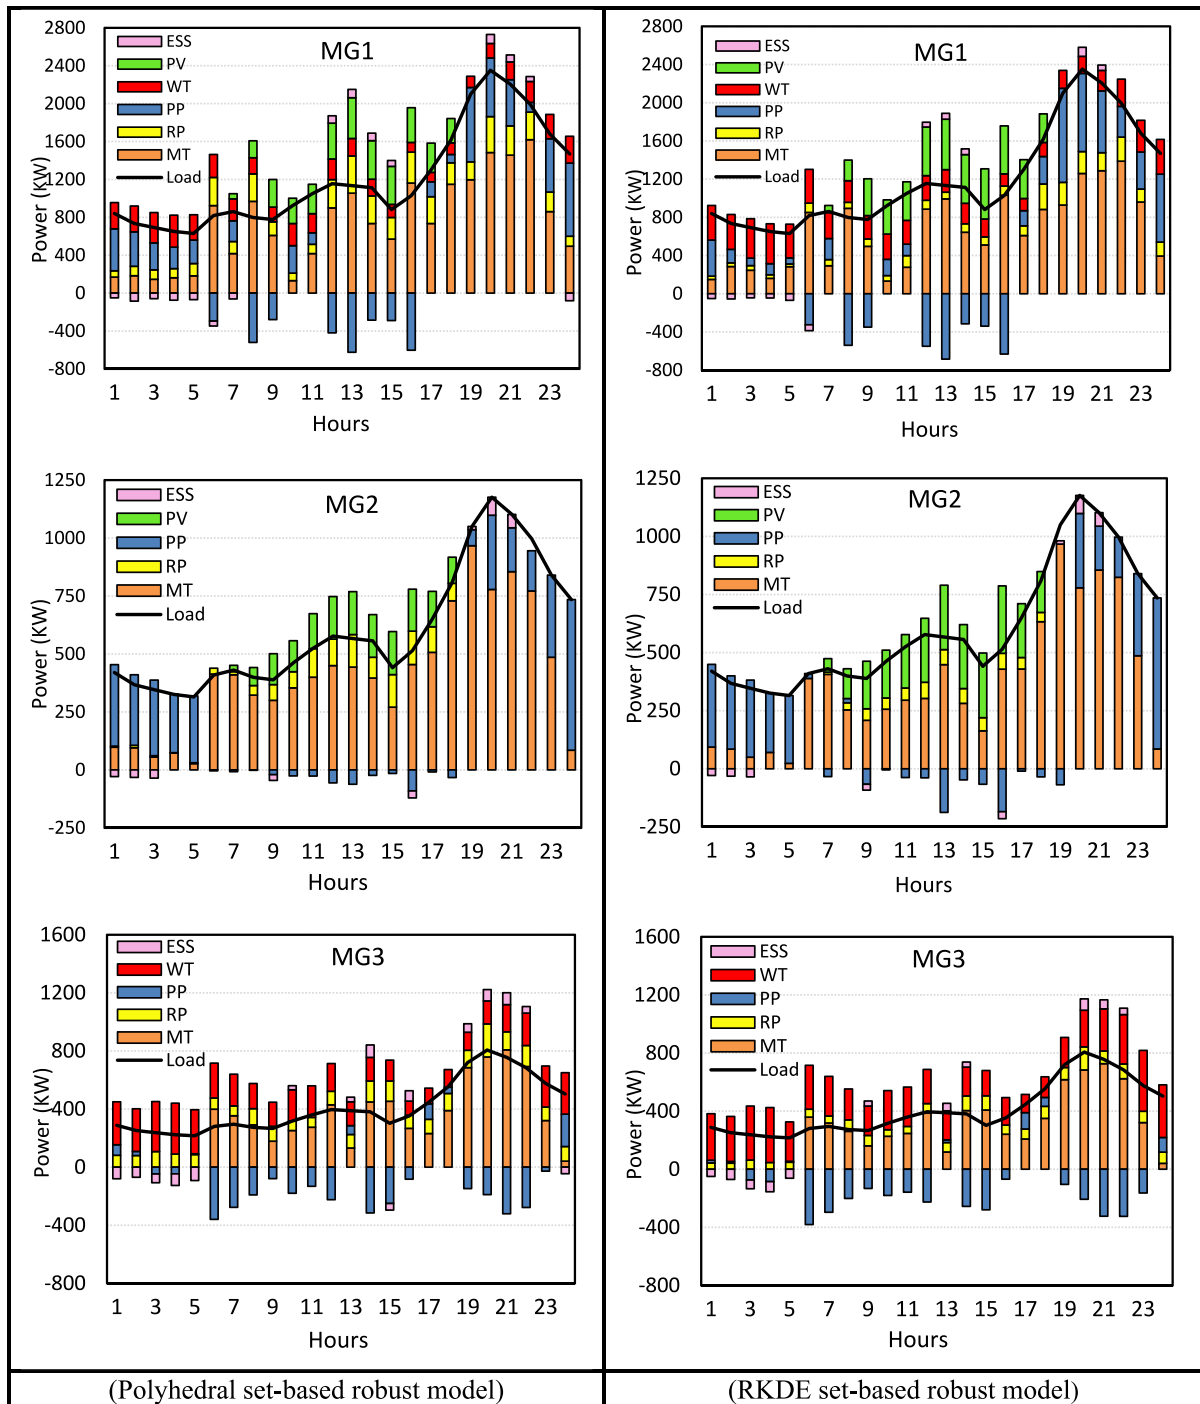 MG1
ESS
PV
WT
PP
RP
MT
Load
Power (KW)
2800
2400
2000
1600
1200
800
400
0
-400
-800
1 3 5 7 9 11 13 15 17 19 21 23
Hours
MG1
ESS
PV
WT
PP
RP
MT
Load
Power (KW)
2800
2400
2000
1600
1200
800
400
0
-400
-800
1 3 5 7 9 11 13 15 17 19 21 23
Hours
MG2
ESS
PV
PP
RP
MT
Load
Power (KW)
1250
1000
750
500
250
0
-250
1 3 5 7 9 11 13 15 17 19 21 23
Hours
MG2
ESS
PV
PP
RP
MT
Load
Power (KW)
1250
1000
750
500
250
0
-250
1 3 5 7 9 11 13 15 17 19 21 23
Hours
MG3
ESS
WT
PP
RP
MT
Load
Power (KW)
1600
1200
800
400
0
-400
-800
1 3 5 7 9 11 13 15 17 19 21 23
Hours
MG3
ESS
WT
PP
RP
MT
Load
Power (KW)
1600
1200
800
400
0
-400
-800
1 3 5 7 9 11 13 15 17 19 21 23
Hours
(Polyhedral set-based robust model)
(RKDE set-based robust model)